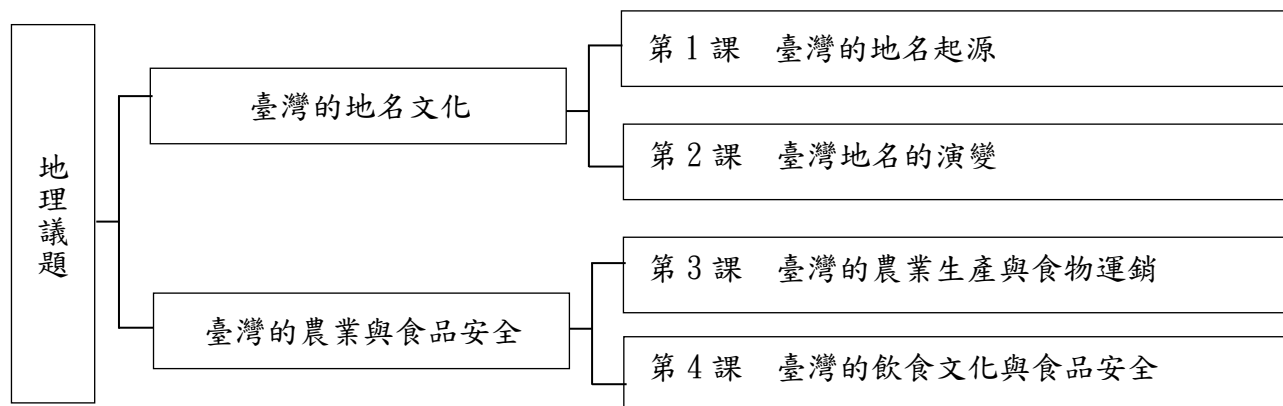 地理議題
臺灣的地名文化
第1課　臺灣的地名起源
第2課　臺灣地名的演變
臺灣的農業與食品安全
第3課　臺灣的農業生產與食物運銷
第4課　臺灣的飲食文化與食品安全